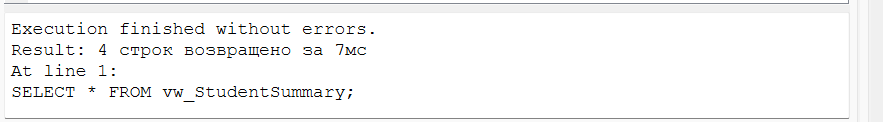 Execution finished without errors.
Result: 4 строк возвращено за 7мс
At line 1:
SELECT * FROM vw_StudentSummary;